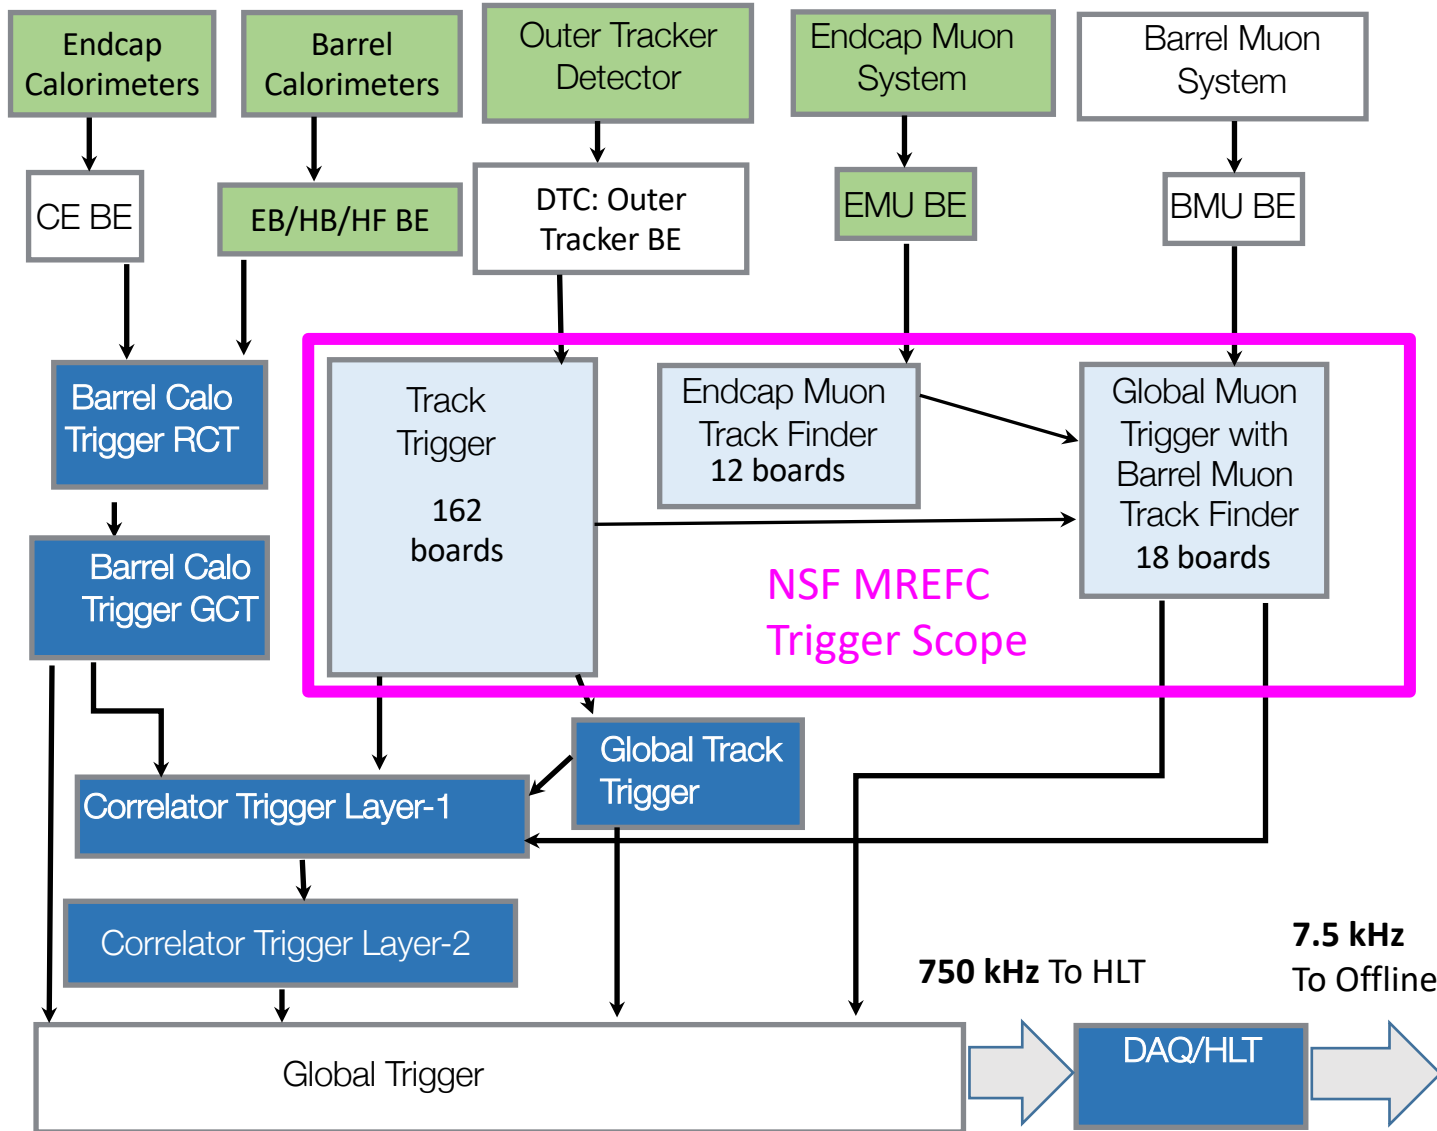 Endcap
Calorimeters
Barrel
Calorimeters
Outer Tracker
Detector
Endcap Muon
System
Barrel Muon
System
CE BE
EB/HB/HF BE
DTC: Outer
Tracker BE
EMU BE
BMU BE
Barrel Calo
Trigger RCT
Track
Trigger
162
boards
Endcap Muon
Track Finder
12 boards
Global Muon
Trigger with
Barrel Muon
Track Finder
18 boards
Barrel Calo
Trigger GCT
NSF MREFC
Trigger Scope
Global Track
Trigger
Correlator Trigger Layer-1
Correlator Trigger Layer-2
750 kHz To HLT
7.5 kHz
To Offline
Global Trigger
DAQ/HLT